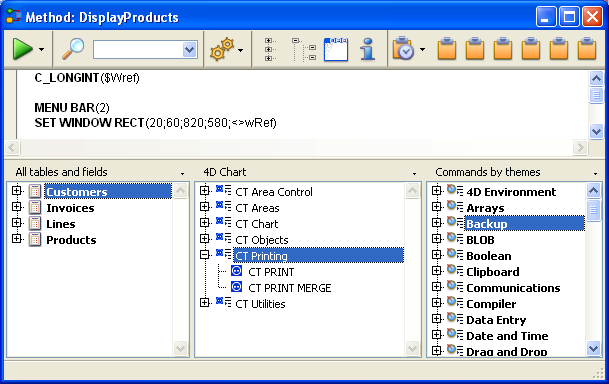 Method: DisplayProducts
C_LONGINT($Wref)
MENU BAR(2)
SET WINDOW RECT(20;60;820;580;<>wRef)
All tables and fields
Customers
Invoices
Lines
Products
4D Chart
CT Area Control
CT Areas
CT Chart
CT Objects
CT Printing
CT PRINT
CT PRINT MERGE
CT Utilities
Commands by themes
4D Environment
Arrays
Backup
BLOB
Boolean
Clipboard
Communications
Compiler
Data Entry
Date and Time
Drag and Drop